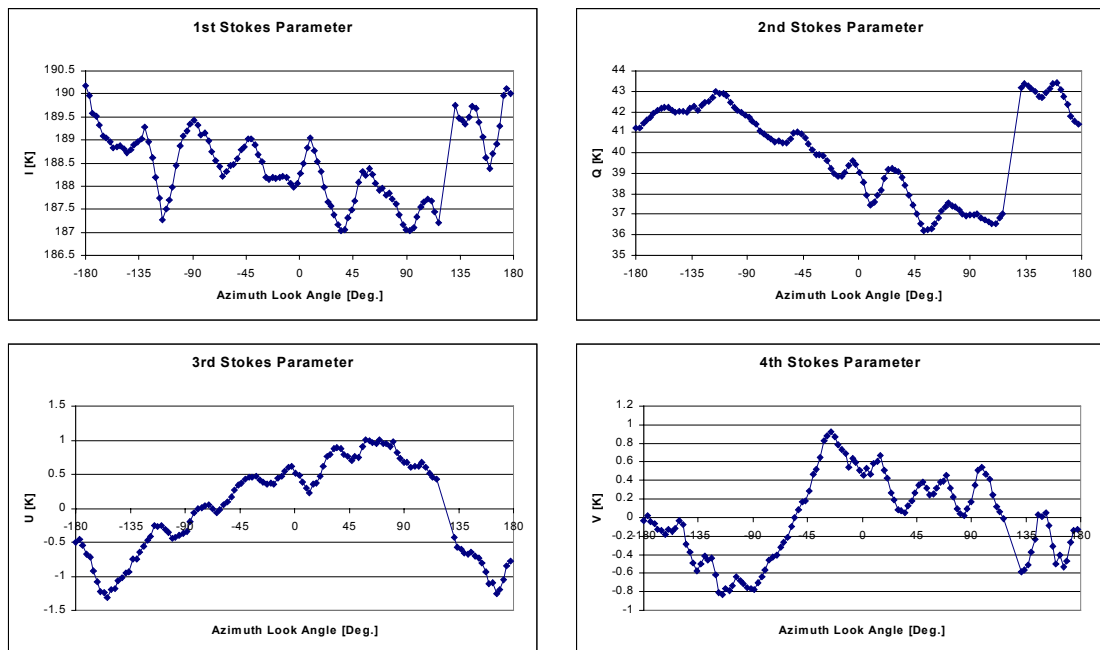 1st Stokes Parameter
190.5
190
189.5
189
188.5
188
187.5
187
186.5
I [K]
-180 -135 -90 -45 0 45 90 135 180
Azimuth Look Angle [Deg.]
2nd Stokes Parameter
44
43
42
41
40
39
38
37
36
35
Q [K]
-180 -135 -90 -45 0 45 90 135 180
Azimuth Look Angle [Deg.]
3rd Stokes Parameter
1.5
1
0.5
0
-0.5
-1
-1.5
U [K]
-180 -135 -90 -45 0 45 90 135 180
Azimuth Look Angle [Deg.]
4th Stokes Parameter
1.2
1
0.8
0.6
0.4
0.2
0
-0.2
-0.4
-0.6
-0.8
-1
V [K]
-180 -135 -90 -45 0 45 90 135 180
Azimuth Look Angle [Deg.]